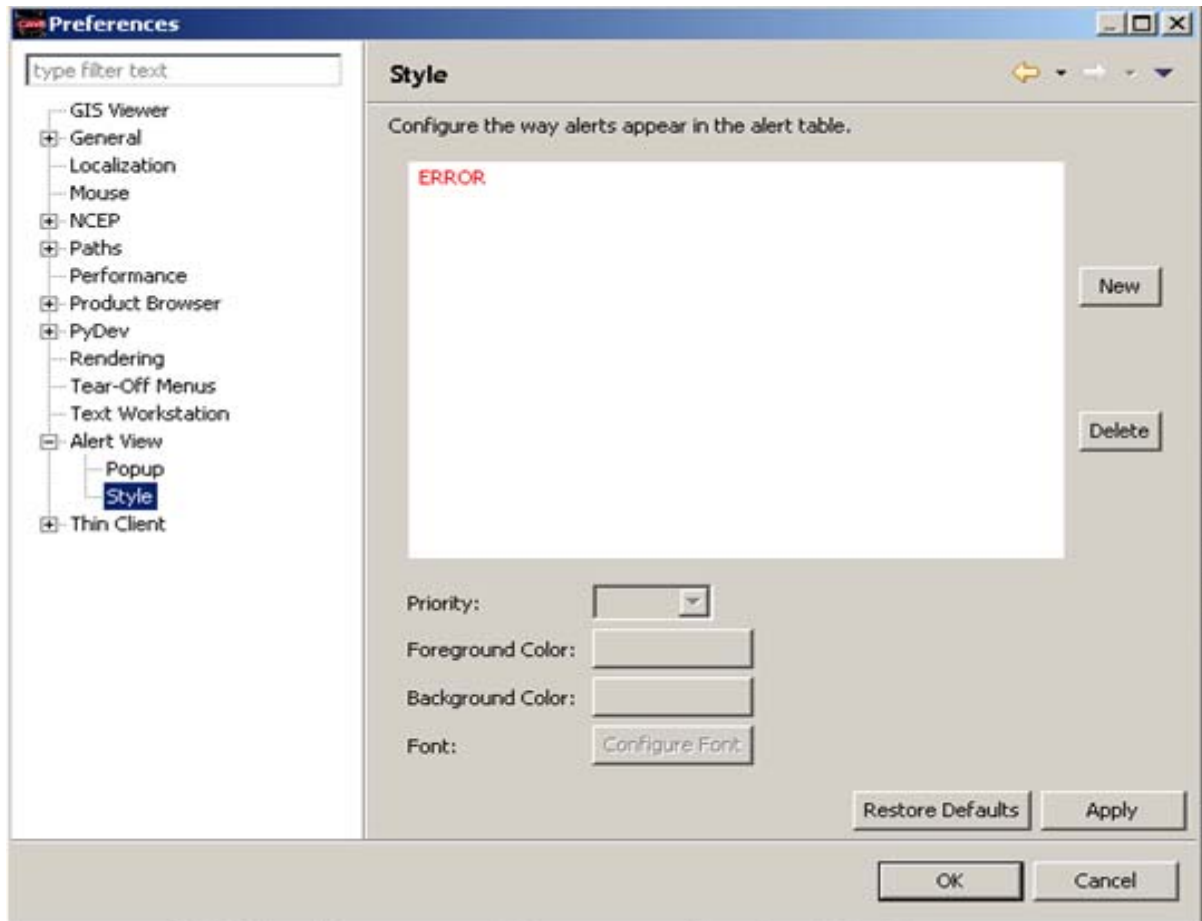 CAVE Preferences
type filter text
GIS Viewer
General
Localization
Mouse
NCEP
Paths
Performance
Product Browser
PyDev
Rendering
Tear-Off Menus
Text Workstation
Alert View
Popup
Style
Thin Client
Style
Configure the way alerts appear in the alert table.
ERROR
New
Delete
Priority:
Foreground Color:
Background Color:
Font:
Configure Font
Restore Defaults
Apply
OK
Cancel